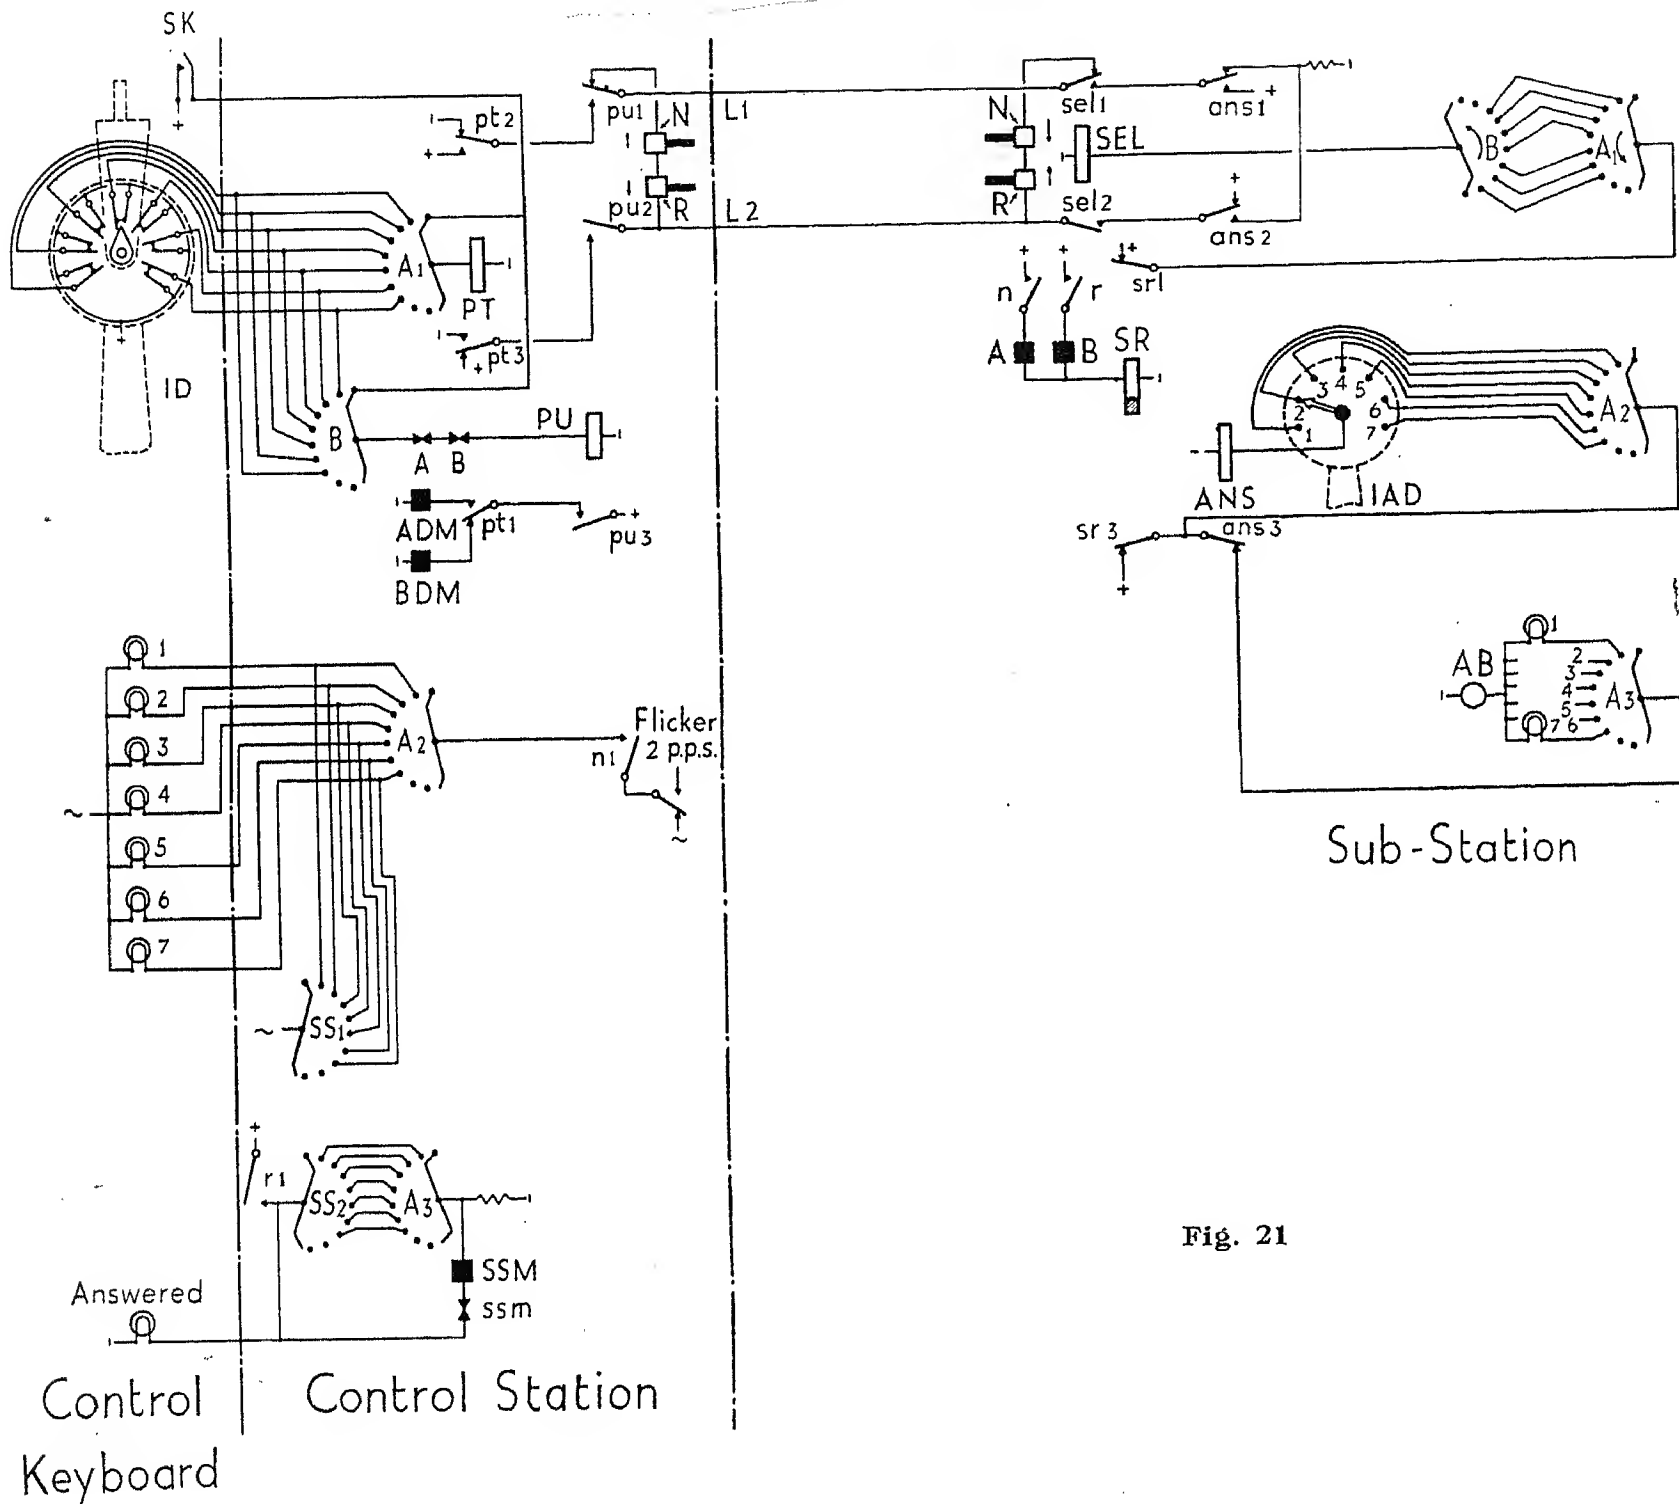 SK
+
pt2
+
pu1
N
L1
pu2
R
L2
A1
PT
pt3
+
ID
+
B
A B
PU
ADM
pt1
pu3
+
BDM
N
sel1
ans1
+
SEL
R
sel2
+
ans2
B
A1
+
sr1
+ +
n
r
A
B
SR
1 2 3 4 5 6 7
A2
ANS
IAD
sr3
ans3
+
AB
1
2
3
4
5
6
7
A3
Sub-Station
1
2
3
4
5
6
7
~
A2
Flicker
2 p.p.s.
n1
~
~
SS1
+
r1
SS2
A3
SSM
ssm
Answered
Control
Keyboard
Control Station
Fig. 21